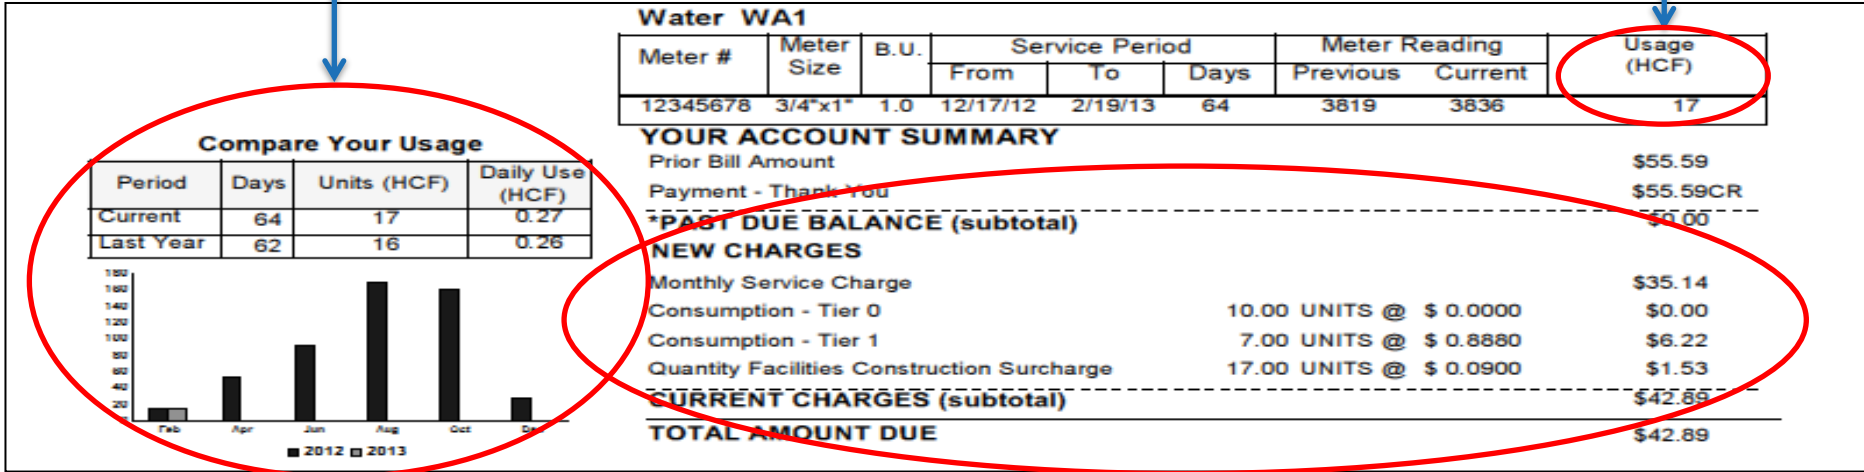 Water WA1
Meter # Meter Size B.U. Service Period Meter Reading Usage (HCF)
From To Days Previous Current
12345678 3/4"x1" 1.0 12/17/12 2/19/13 64 3819 3836 17
YOUR ACCOUNT SUMMARY
Prior Bill Amount $55.59
Payment - Thank You $55.59CR
*PAST DUE BALANCE (subtotal) $0.00
NEW CHARGES
Monthly Service Charge $35.14
Consumption - Tier 0 10.00 UNITS @ $ 0.0000 $0.00
Consumption - Tier 1 7.00 UNITS @ $ 0.8880 $6.22
Quantity Facilities Construction Surcharge 17.00 UNITS @ $ 0.0900 $1.53
CURRENT CHARGES (subtotal) $42.89
TOTAL AMOUNT DUE $42.89
Compare Your Usage
Period Days Units (HCF) Daily Use (HCF)
Current 64 17 0.27
Last Year 62 16 0.26
180
160
140
120
100
80
60
40
20
Feb Apr Jun Aug Oct
2012 2013